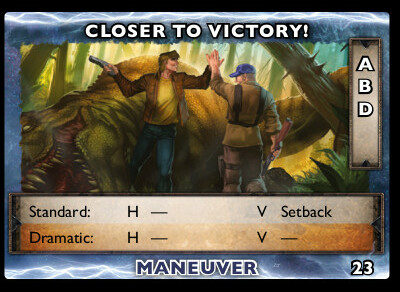 CLOSER TO VICTORY!
A
B
D
Standard: H — V Setback
Dramatic: H — V —
MANEUVER
23